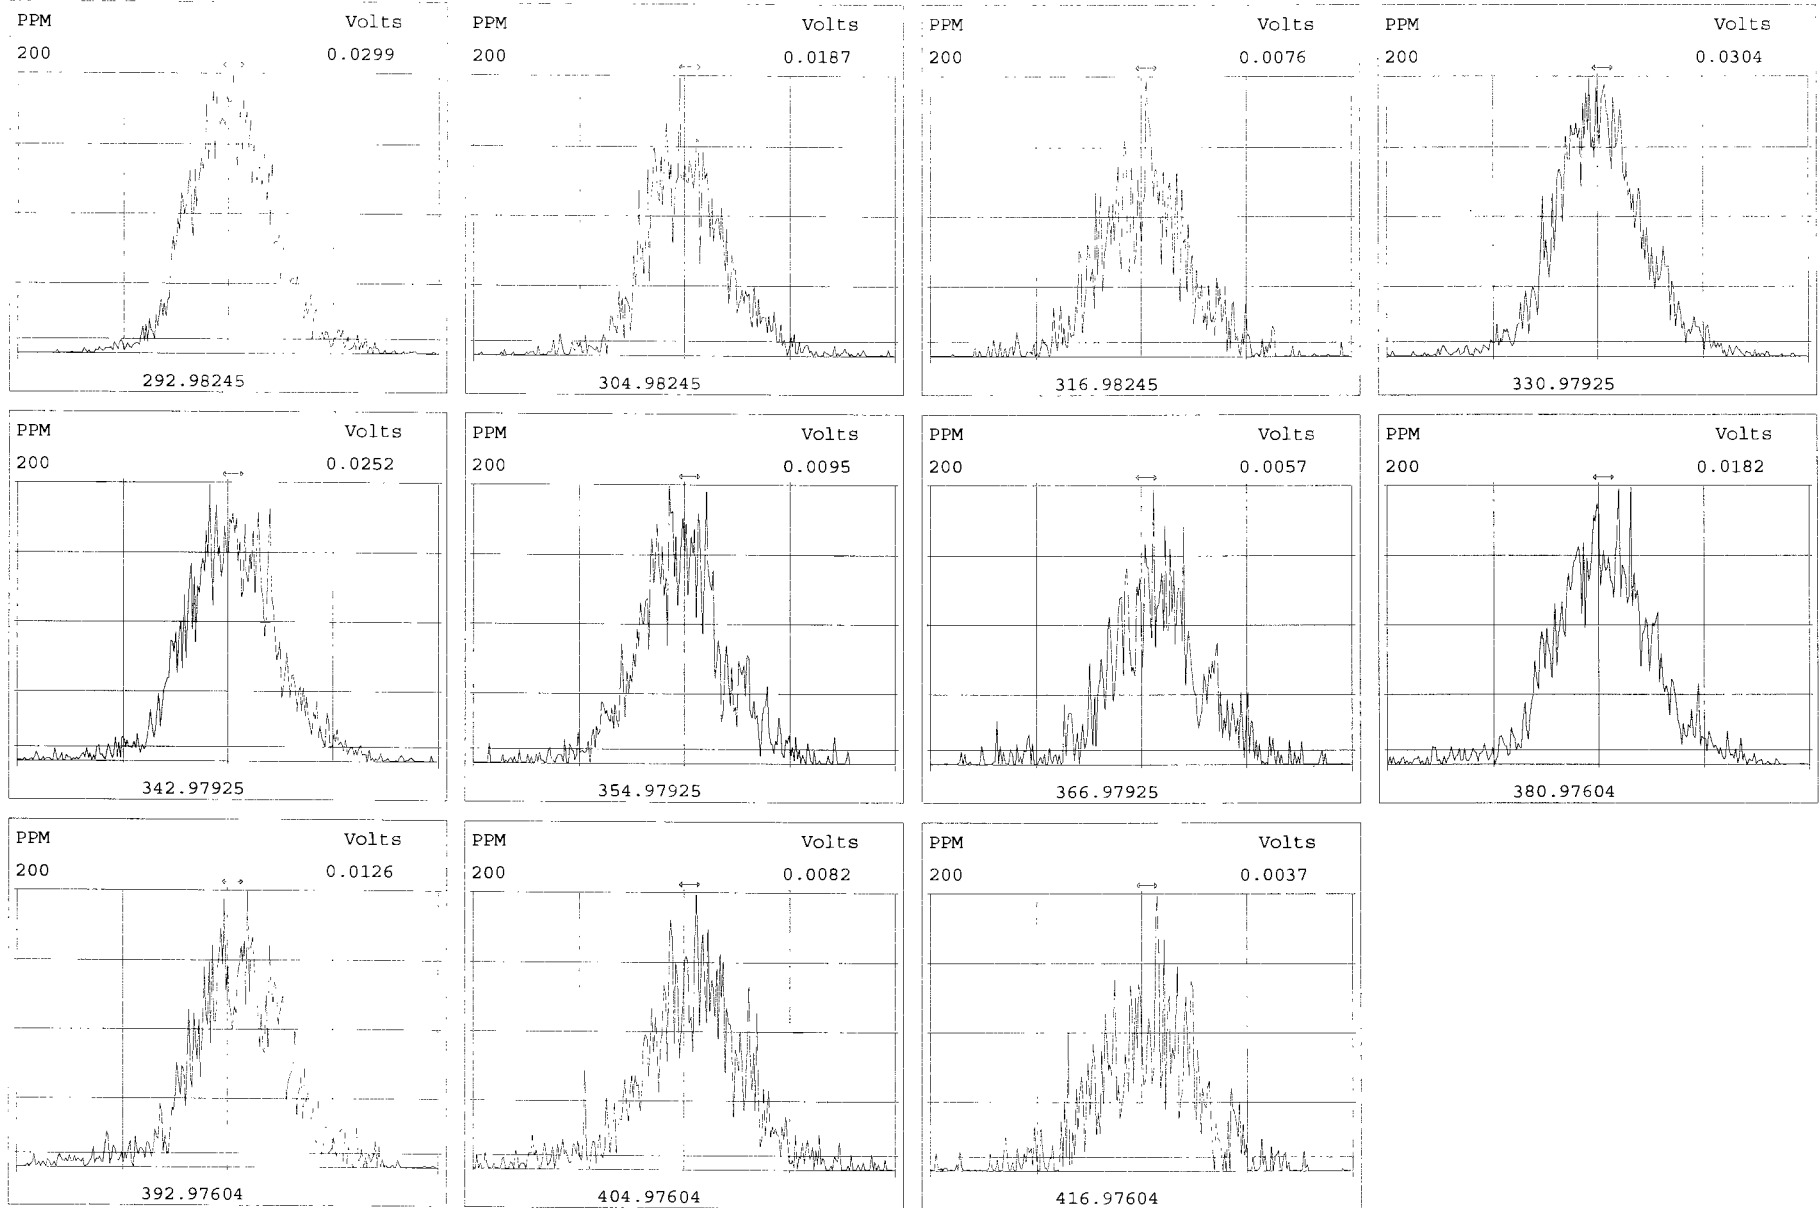 PPM Volts
200 0.0299
292.98245
PPM Volts
200 0.0187
304.98245
PPM Volts
200 0.0076
316.98245
PPM Volts
200 0.0304
330.97925
PPM Volts
200 0.0252
342.97925
PPM Volts
200 0.0095
354.97925
PPM Volts
200 0.0057
366.97925
PPM Volts
200 0.0182
380.97604
PPM Volts
200 0.0126
392.97604
PPM Volts
200 0.0082
404.97604
PPM Volts
200 0.0037
416.97604